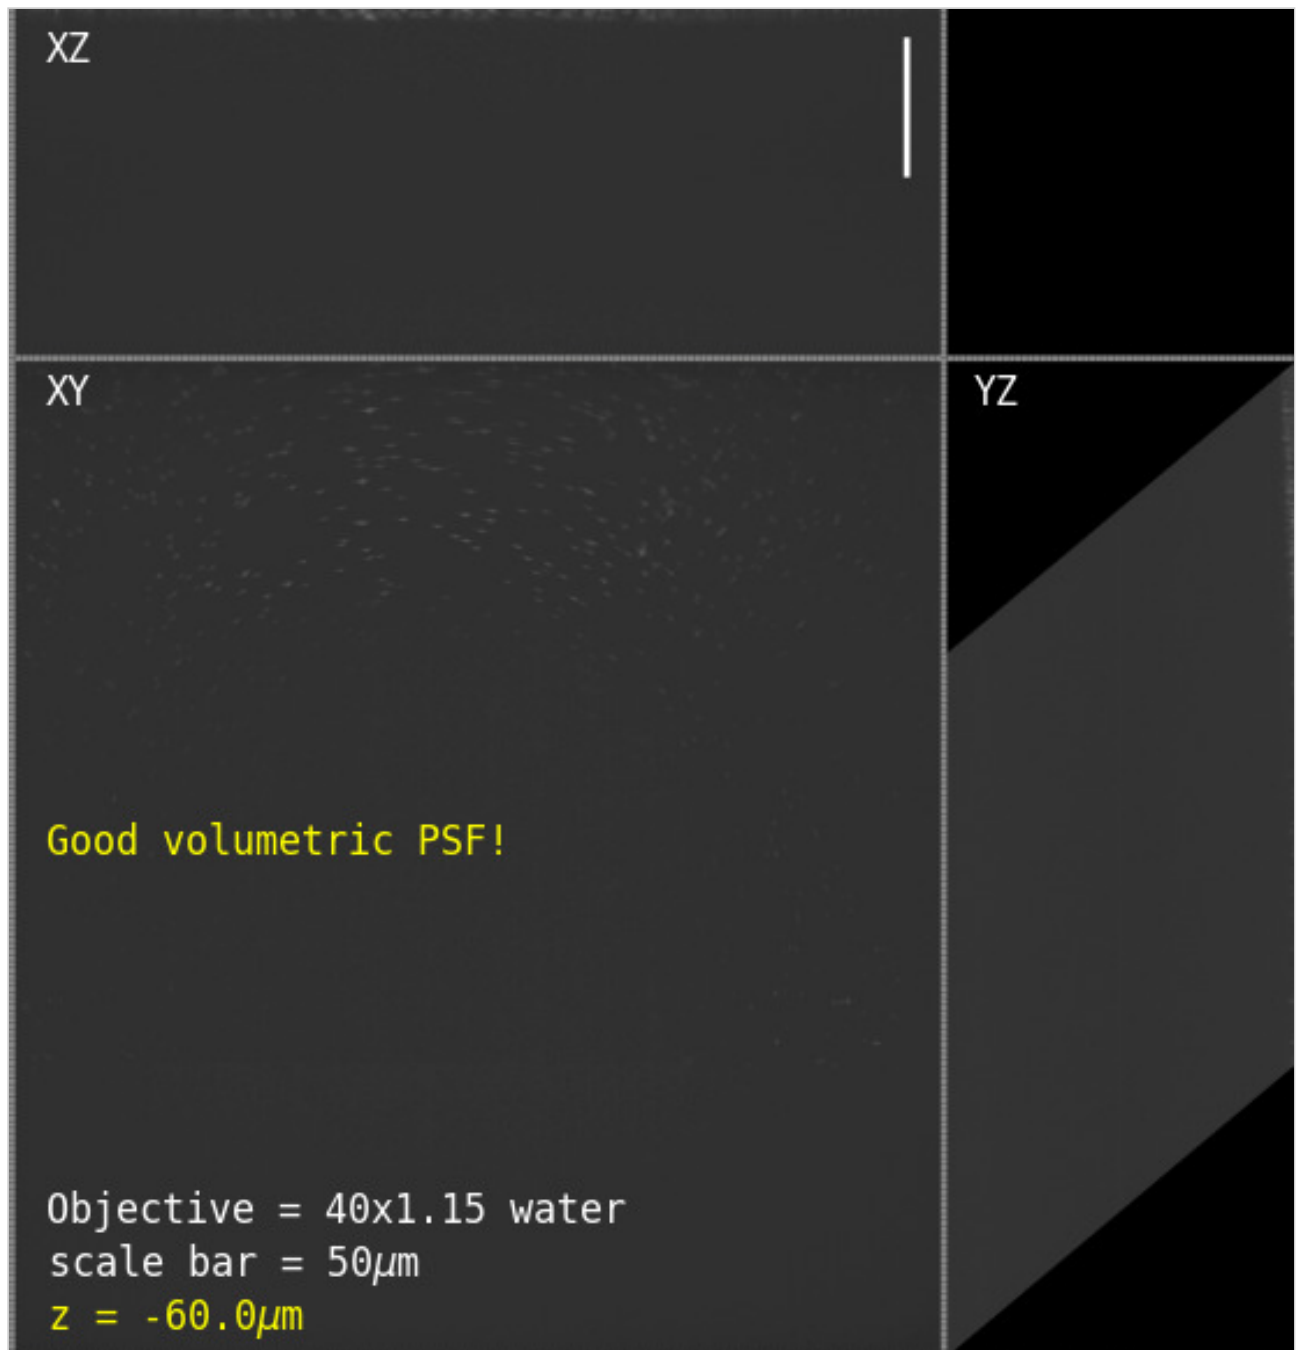 XZ
XY
YZ
Good volumetric PSF!
Objective = 40x1.15 water
scale bar = 50µm
z = -60.0µm